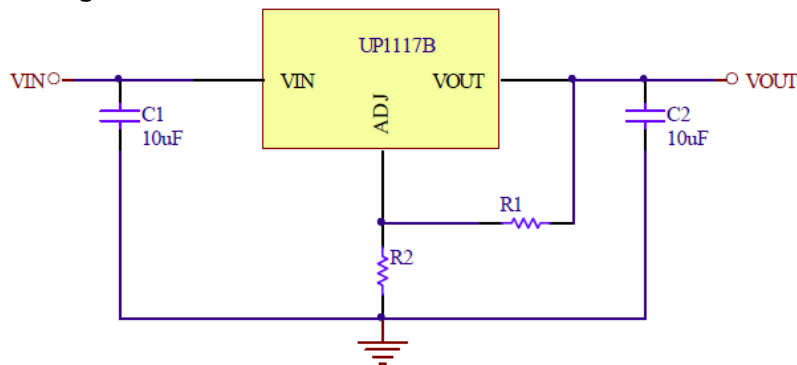 UP1117B
VIN
VIN
VOUT
VOUT
ADJ
C1
10uF
C2
10uF
R1
R2